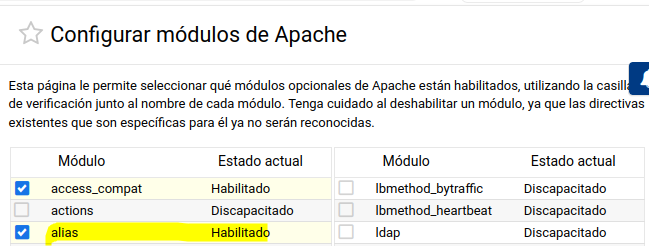 Configurar módulos de Apache
Esta página le permite seleccionar qué módulos opcionales de Apache están habilitados, utilizando la casilla
de verificación junto al nombre de cada módulo. Tenga cuidado al deshabilitar un módulo, ya que las directivas
existentes que son específicas para él ya no serán reconocidas.
Módulo Estado actual Módulo Estado actual
access_compat Habilitado lbmethod_bytraffic Discapacitado
actions Discapacitado lbmethod_heartbeat Discapacitado
alias Habilitado ldap Discapacitado